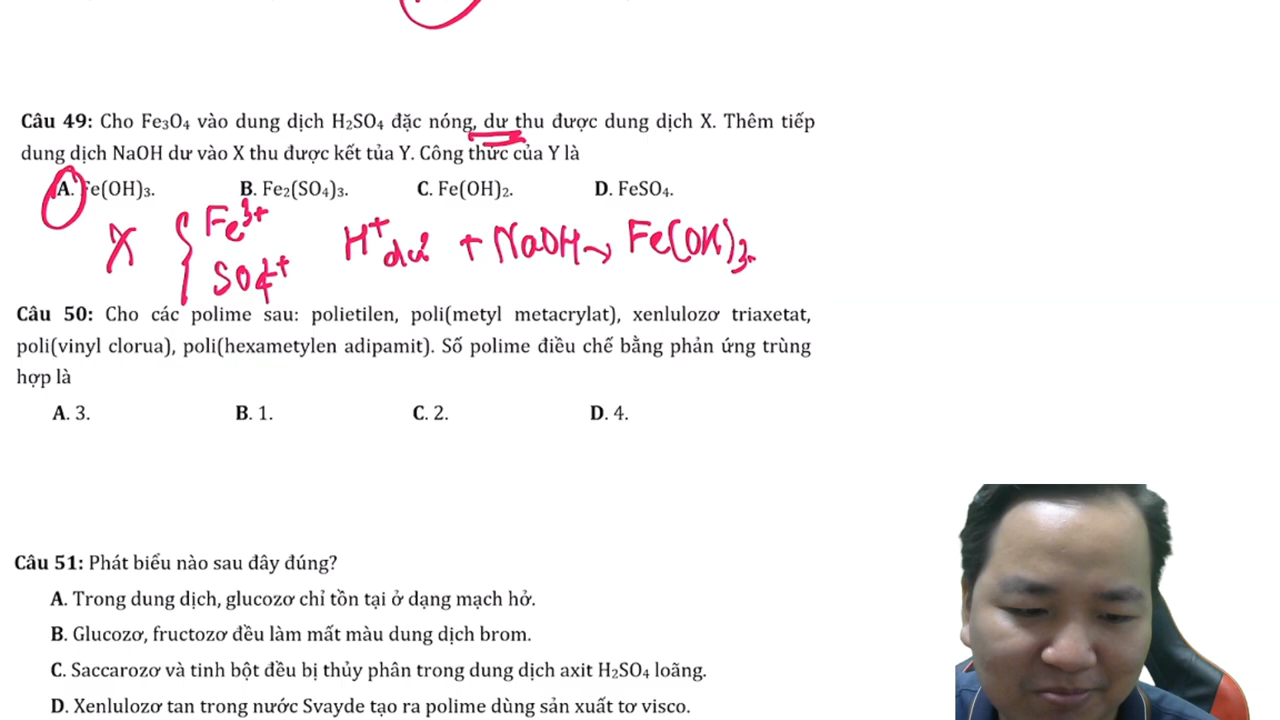 Câu 49: Cho Fe₃O₄ vào dung dịch H₂SO₄ đặc nóng, dư thu được dung dịch X. Thêm tiếp
dung dịch NaOH dư vào X thu được kết tủa Y. Công thức của Y là
A. Fe(OH)₃. B. Fe₂(SO₄)₃. C. Fe(OH)₂. D. FeSO₄.
X { Fe³⁺ H⁺ dư + NaOH → Fe(OH)₃
Câu 50: Cho các polime sau: polietilen, poli(metyl metacrylat), xenlulozơ triaxetat,
poli(vinyl clorua), poli(hexametylen adipamit). Số polime điều chế bằng phản ứng trùng
hợp là
A. 3. B. 1. C. 2. D. 4.
Câu 51: Phát biểu nào sau đây đúng?
A. Trong dung dịch, glucozơ chỉ tồn tại ở dạng mạch hở.
B. Glucozơ, fructozơ đều làm mất màu dung dịch brom.
C. Saccarozơ và tinh bột đều bị thủy phân trong dung dịch axit H₂SO₄ loãng.
D. Xenlulozơ tan trong nước Svayde tạo ra polime dùng sản xuất tơ visco.